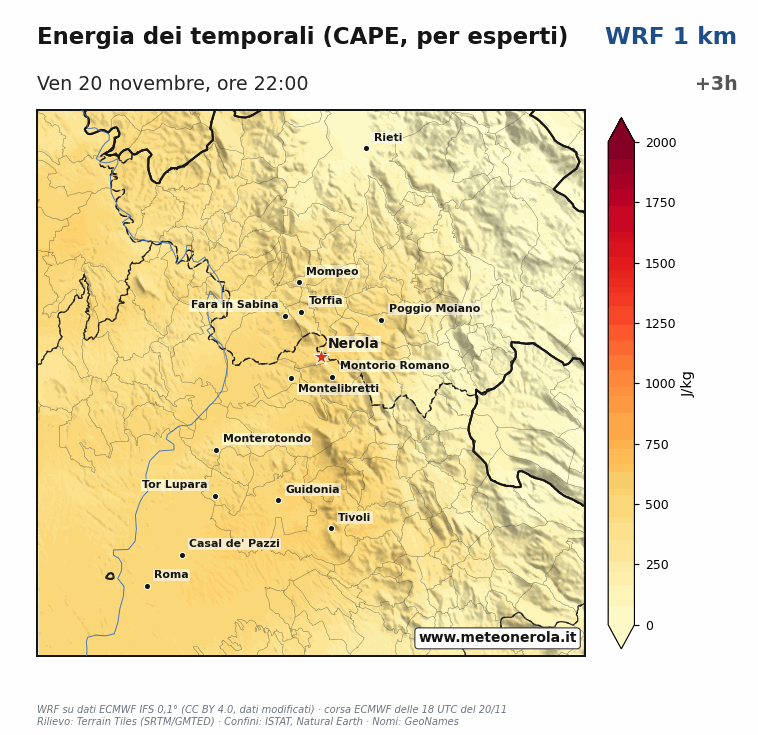 Energia dei temporali (CAPE, per esperti)
WRF 1 km
Ven 20 novembre, ore 22:00
+3h
Rieti
Mompeo
Toffia
Fara in Sabina
Poggio Moiano
Nerola
Montorio Romano
Montelibretti
Monterotondo
Tor Lupara
Guidonia
Tivoli
Casal de' Pazzi
Roma
www.meteonerola.it
2000
1750
1500
1250
1000
750
500
250
0
J/kg
WRF su dati ECMWF IFS 0,1° (CC BY 4.0, dati modificati) · corsa ECMWF delle 18 UTC del 20/11
Rilievo: Terrain Tiles (SRTM/GMTED) · Confini: ISTAT, Natural Earth · Nomi: GeoNames